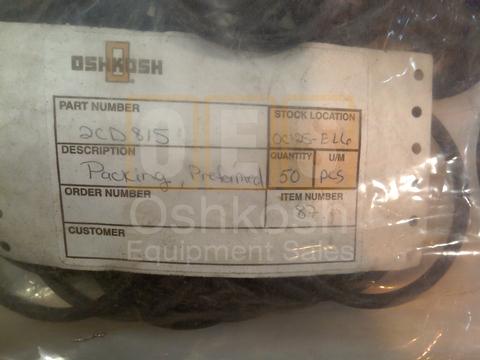 OSHKOSH
PART NUMBER
STOCK LOCATION
2CD815
DESCRIPTION
QUANTITY
U/M
Packing, Preformed
50
pcs
ORDER NUMBER
ITEM NUMBER
CUSTOMER
OES
Oshkosh
Equipment Sales